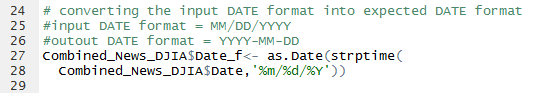 24 # converting the input DATE format into expected DATE format
25 #input DATE format = MM/DD/YYYY
26 #outout DATE format = YYYY-MM-DD
27 Combined_News_DJIA$Date_f<- as.Date(strptime(
28   Combined_News_DJIA$Date,'%m/%d/%Y'))
29